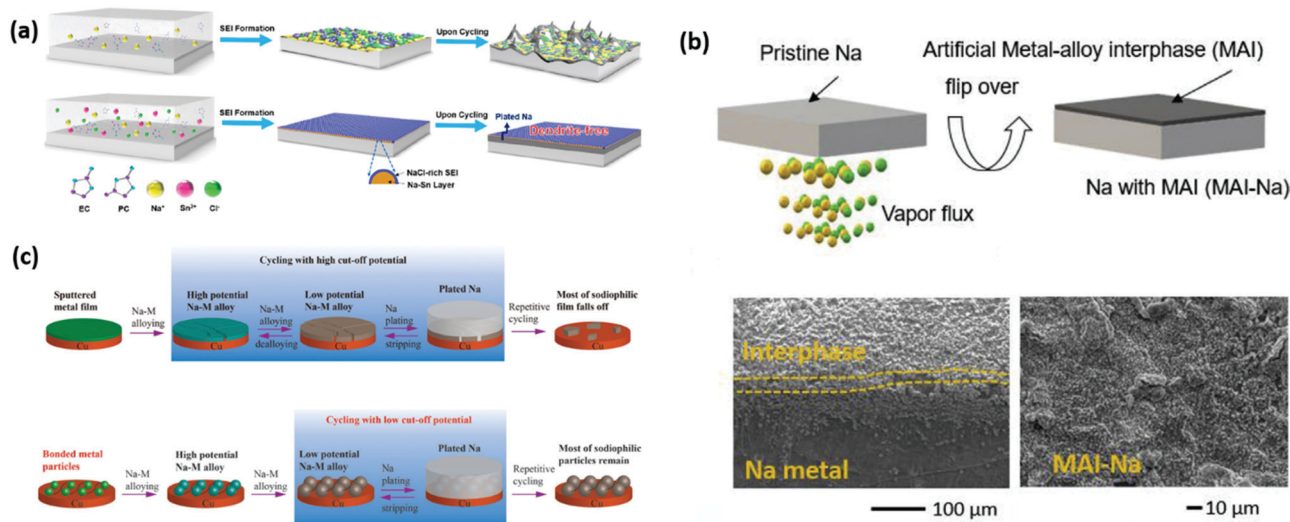 (a)
SEI Formation
Upon Cycling
SEI Formation
Upon Cycling
Plated Na
Dendrite-free
NaCl-rich SEI
Na-Sn Layer
EC PC Na⁺ Sn²⁺ Cl⁻
(b)
Pristine Na
Artificial Metal-alloy interphase (MAI)
flip over
Vapor flux
Na with MAI (MAI-Na)
Interphase
Na metal
MAI-Na
100 μm
10 μm
(c)
Cycling with high cut-off potential
Sputtered
metal film
Na-M
alloying
High potential
Na-M alloy
Na-M
alloying
dealloying
Low potential
Na-M alloy
Na
plating
stripping
Plated Na
Repetitive
cycling
Most of sodiophilic
film falls off
Cu
Cu
Cu
Cu
Cu
Cycling with low cut-off potential
Bonded metal
particles
Na-M
alloying
High potential
Na-M alloy
Na-M
alloying
Low potential
Na-M alloy
Na
plating
stripping
Plated Na
Repetitive
cycling
Most of sodiophilic
particles remain
Cu
Cu
Cu
Cu
Cu